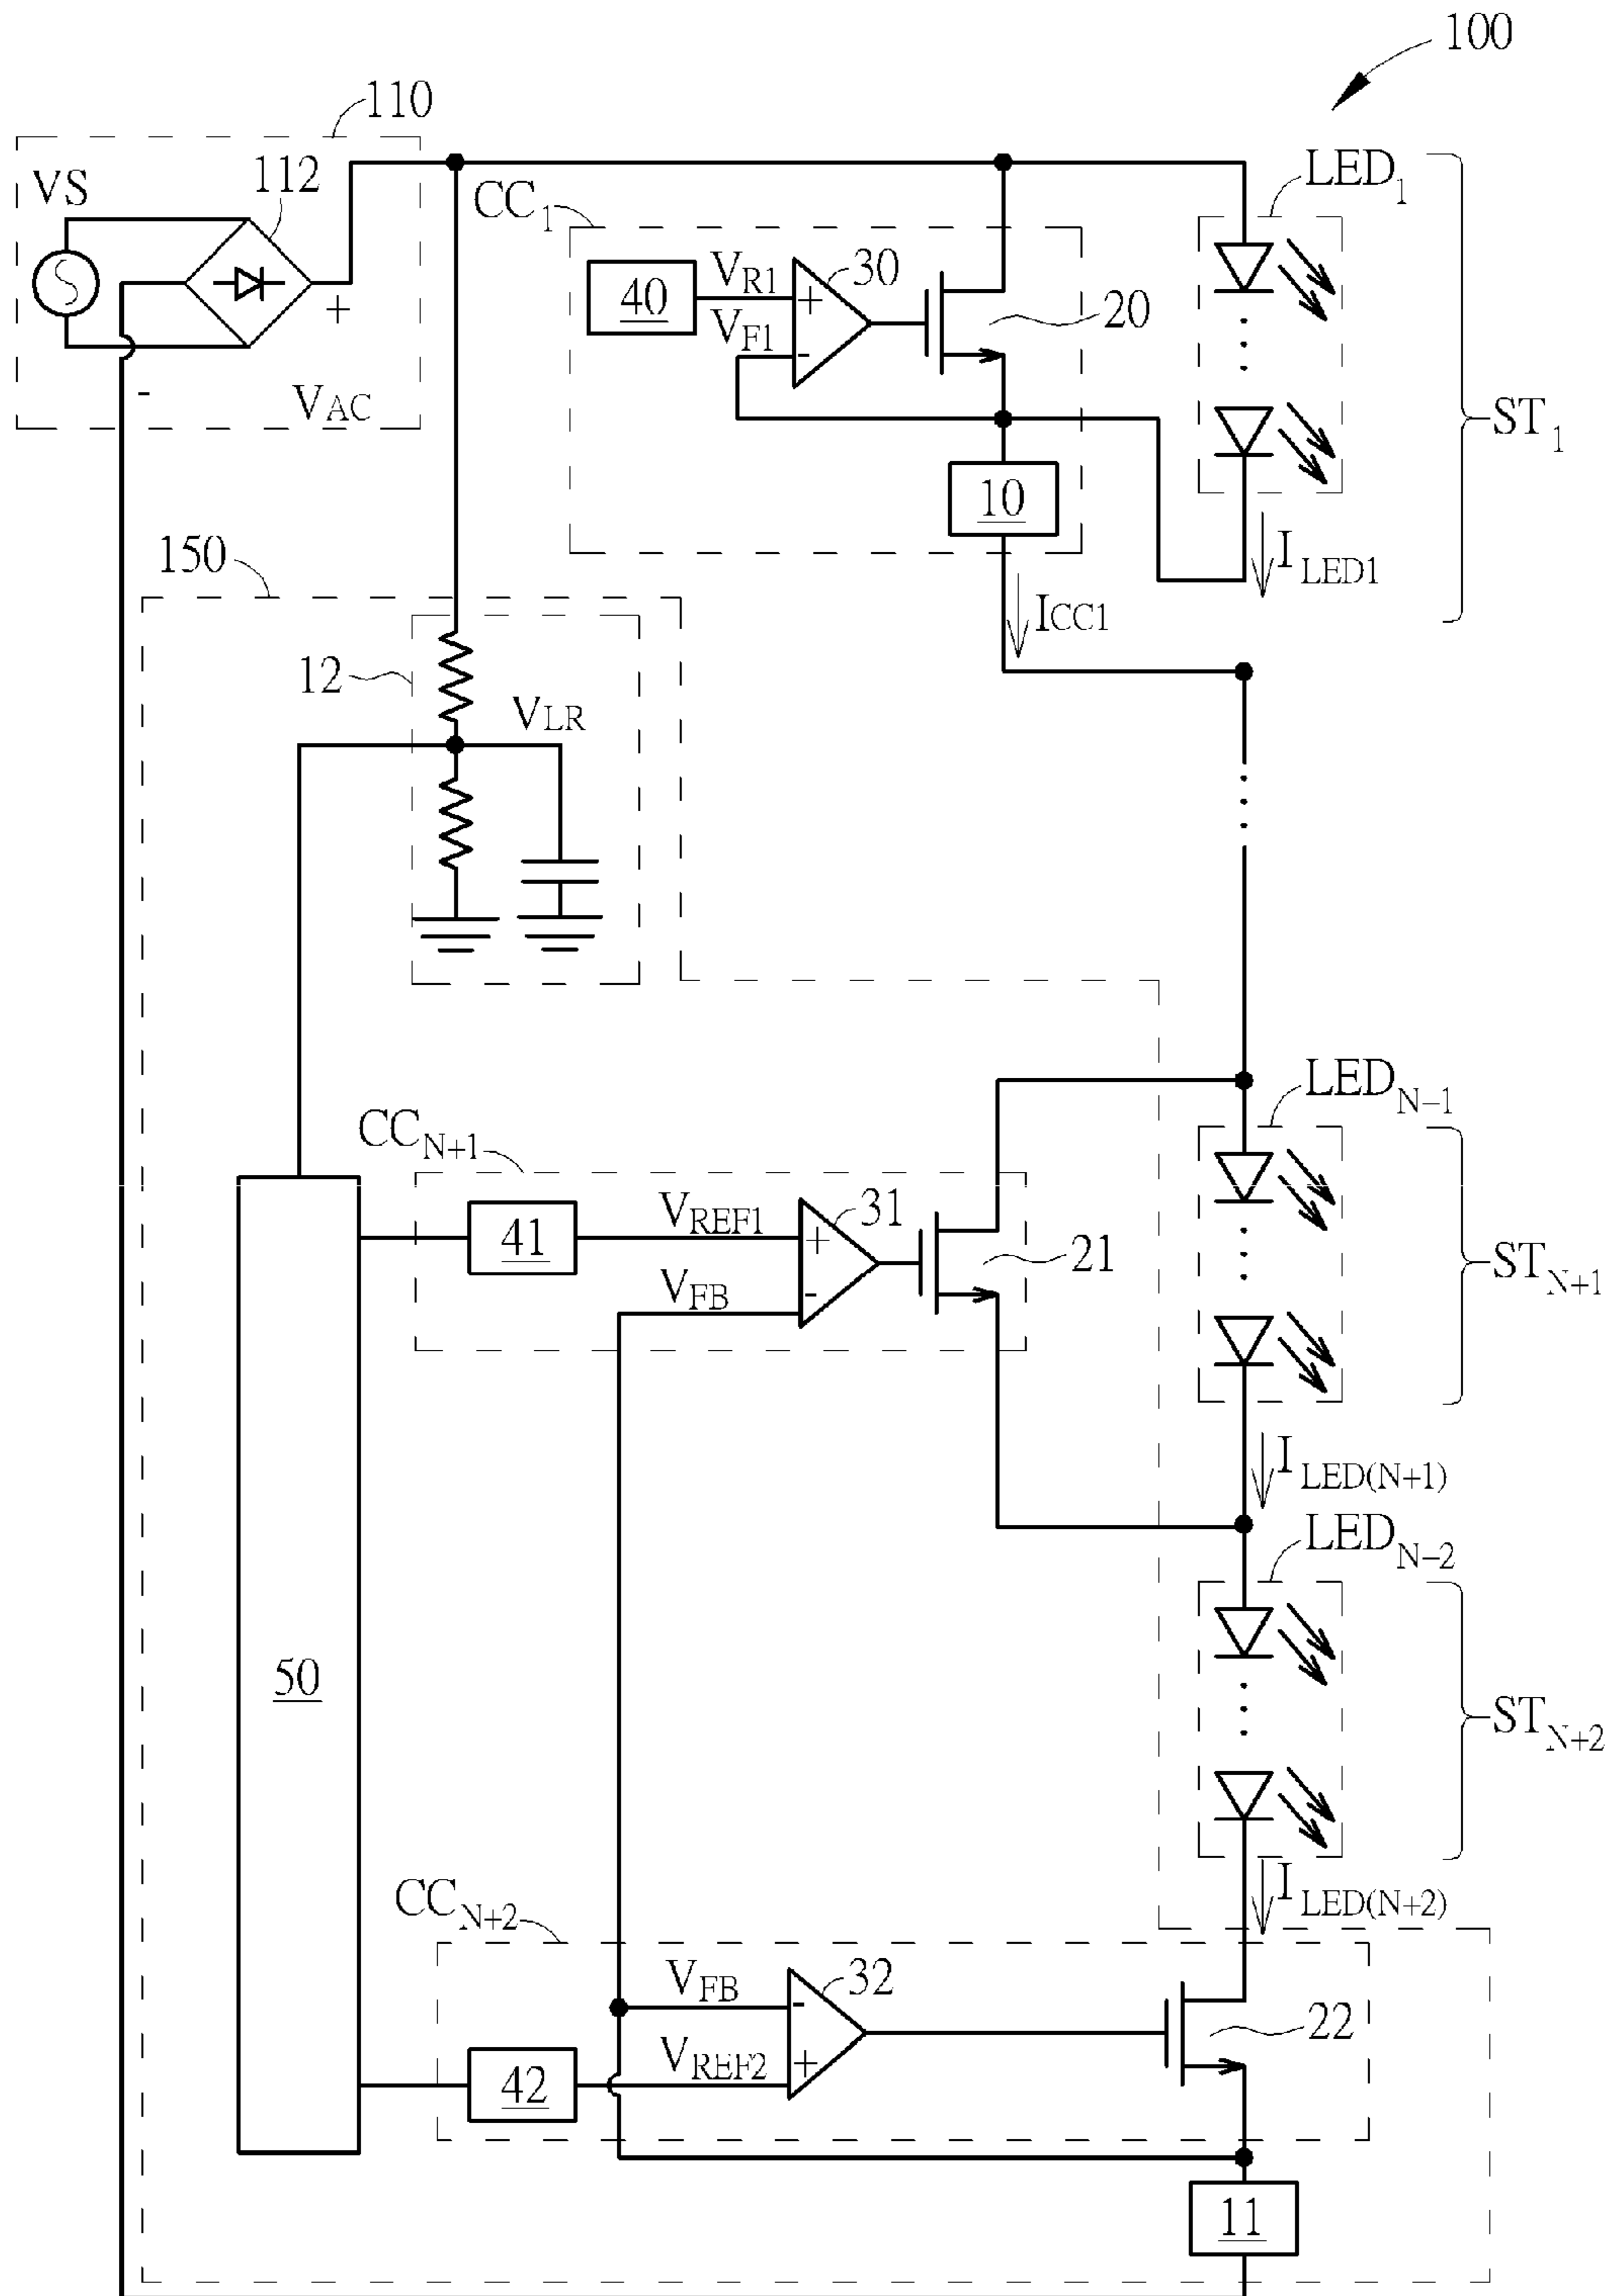 100
110
VS
112
+
-
VAC
CC1
40
VR1
VF1
+
-
30
20
10
ICC1
LED1
ILED1
ST1
150
12
VLR
CCN+1
41
VREF1
VFB
+
-
31
21
LEDN-1
STN+1
ILED(N+1)
LEDN-2
STN+2
ILED(N+2)
50
CCN+2
VFB
VREF2
-
+
32
22
42
11